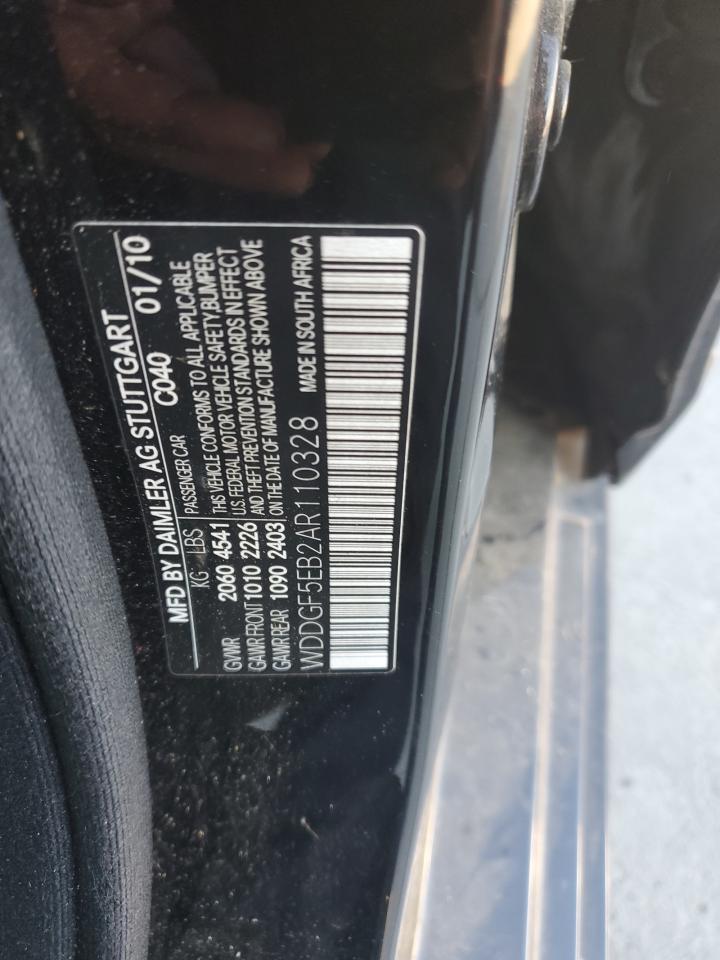 MFD BY DAIMLER AG STUTTGART
C040 01/10
KG LBS PASSENGER CAR
GVWR 2060 4541 THIS VEHICLE CONFORMS TO ALL APPLICABLE
GAWR FRONT 1010 2226 U.S. FEDERAL MOTOR VEHICLE SAFETY, BUMPER
GAWR REAR 1090 2403 AND THEFT PREVENTION STANDARDS IN EFFECT
ON THE DATE OF MANUFACTURE SHOWN ABOVE
WDDGF5EB2AR110328 MADE IN SOUTH AFRICA